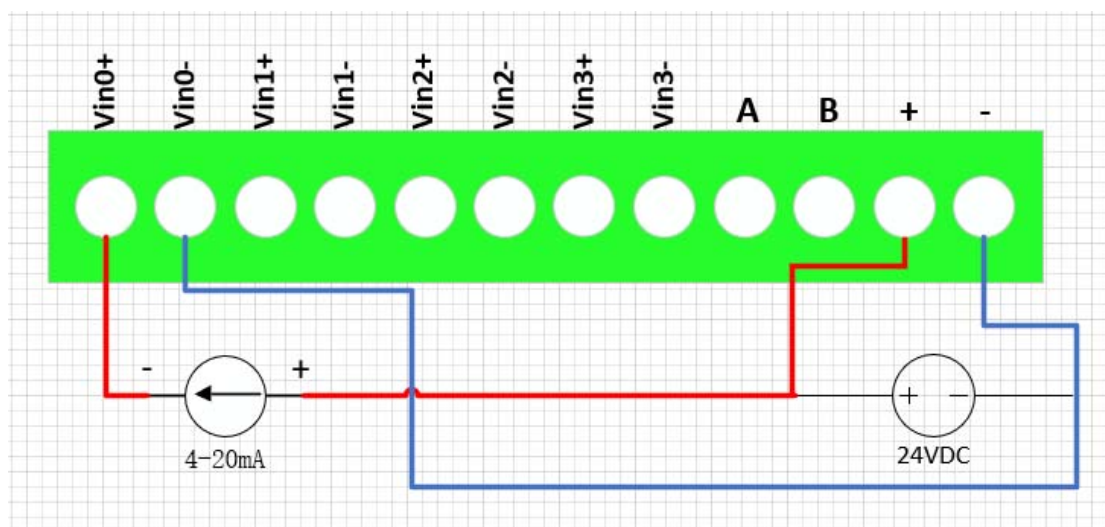 Vin0+
Vin0-
Vin1+
Vin1-
Vin2+
Vin2-
Vin3+
Vin3-
A
B
+
-
- +
+ -
4-20mA
24VDC